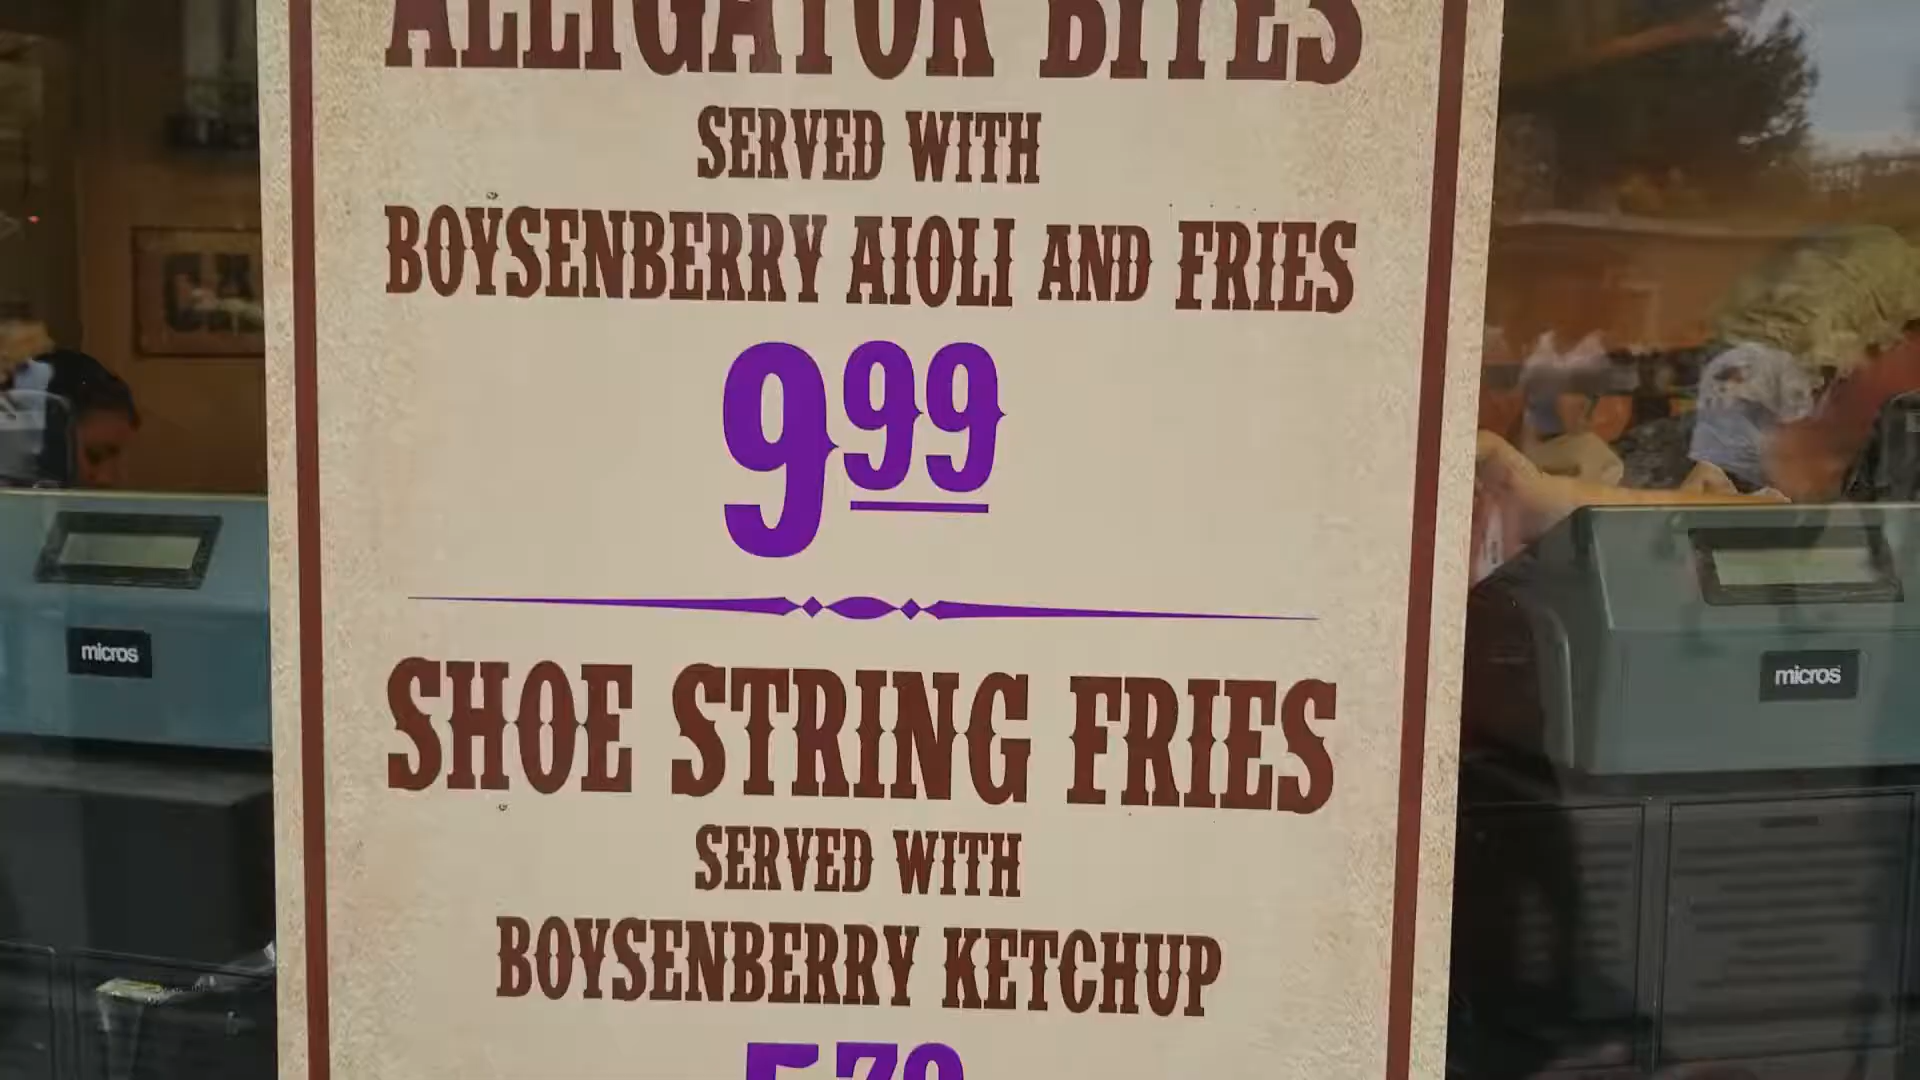 ALLIGATOR BITES
SERVED WITH
BOYSENBERRY AIOLI AND FRIES
9.99
SHOE STRING FRIES
SERVED WITH
BOYSENBERRY KETCHUP
micros
micros